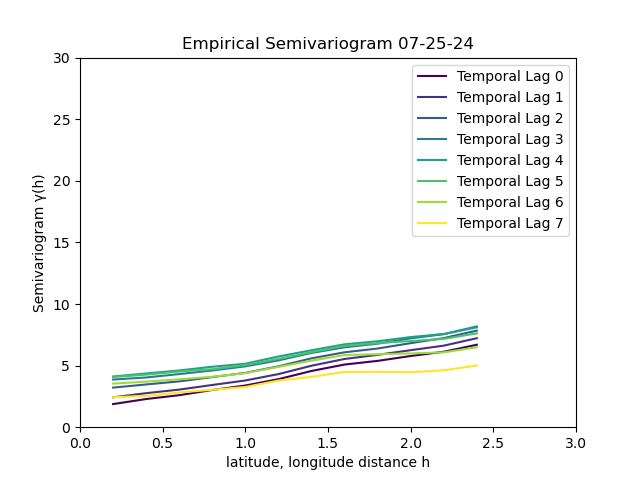 Empirical Semivariogram 07-25-24
30
25
20
15
10
5
0
Semivariogram γ(h)
Temporal Lag 0
Temporal Lag 1
Temporal Lag 2
Temporal Lag 3
Temporal Lag 4
Temporal Lag 5
Temporal Lag 6
Temporal Lag 7
0.0 0.5 1.0 1.5 2.0 2.5 3.0
latitude, longitude distance h